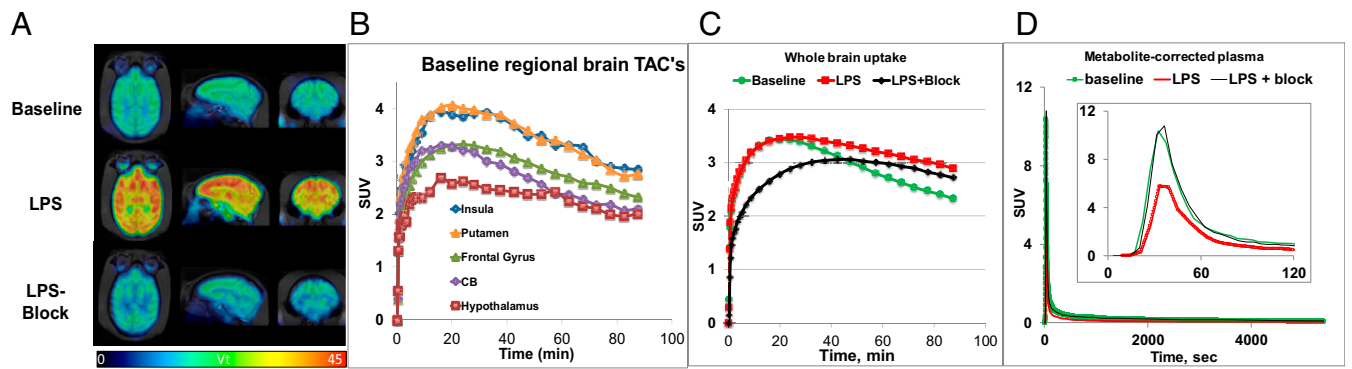 A
B
C
D
Baseline
LPS
LPS-
Block
0
Vt
45
Baseline regional brain TAC's
SUV
4
3
2
1
0
Insula
Putamen
Frontal Gyrus
CB
Hypothalamus
0 20 40 60 80 100
Time (min)
Whole brain uptake
Baseline LPS LPS+Block
SUV
4
3
2
1
0
0 20 40 60 80 100
Time, min
Metabolite-corrected plasma
baseline LPS LPS + block
SUV
12
8
4
0
12
8
4
0
0 60 120
0 2000 4000
Time, sec